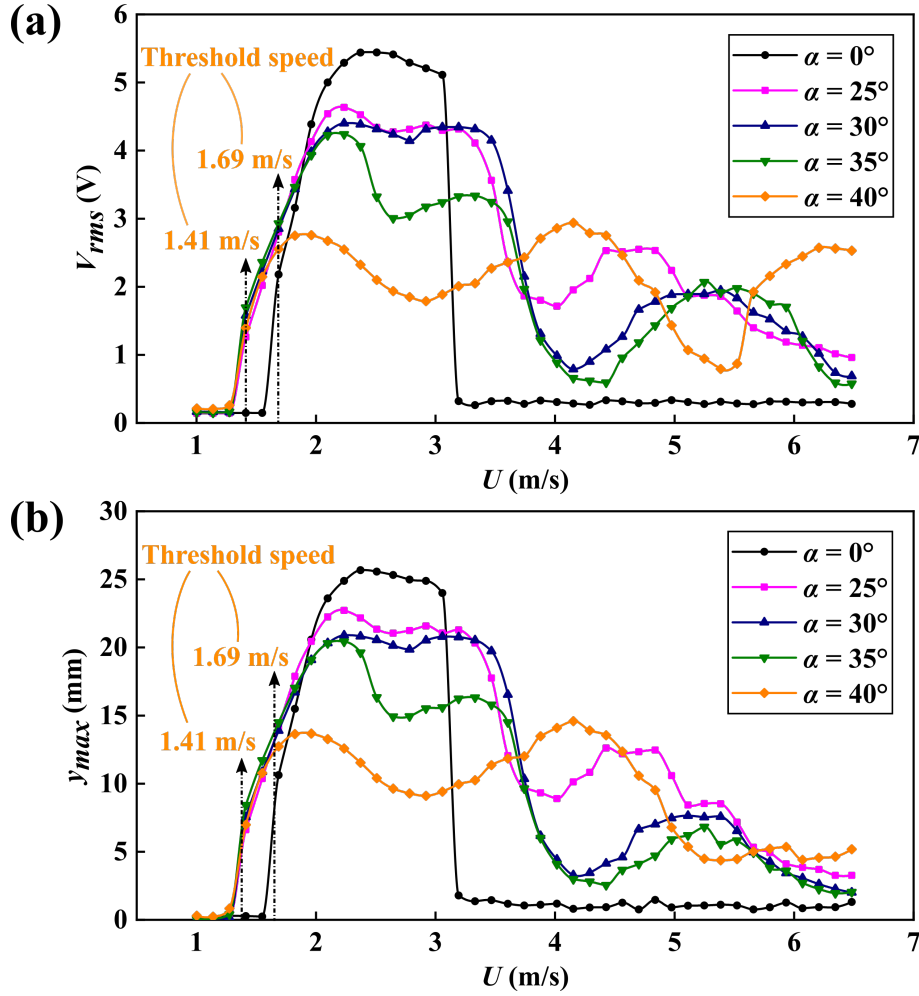 (a)
6
5
4
3
2
1
0
V_rms (V)
Threshold speed
1.69 m/s
1.41 m/s
α = 0°
α = 25°
α = 30°
α = 35°
α = 40°
1 2 3 4 5 6 7
U (m/s)
(b)
30
25
20
15
10
5
0
y_max (mm)
Threshold speed
1.69 m/s
1.41 m/s
α = 0°
α = 25°
α = 30°
α = 35°
α = 40°
1 2 3 4 5 6 7
U (m/s)